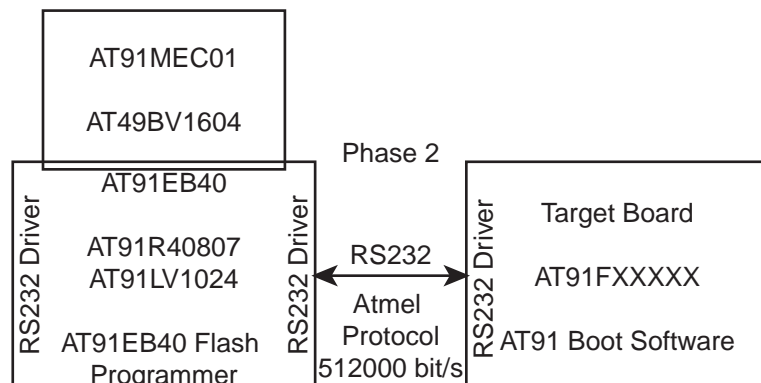 AT91MEC01
AT49BV1604
Phase 2
AT91EB40
RS232 Driver
RS232 Driver
AT91R40807
AT91LV1024
AT91EB40 Flash
Programmer
RS232
Atmel
Protocol
512000 bit/s
RS232 Driver
Target Board
AT91FXXXXX
AT91 Boot Software